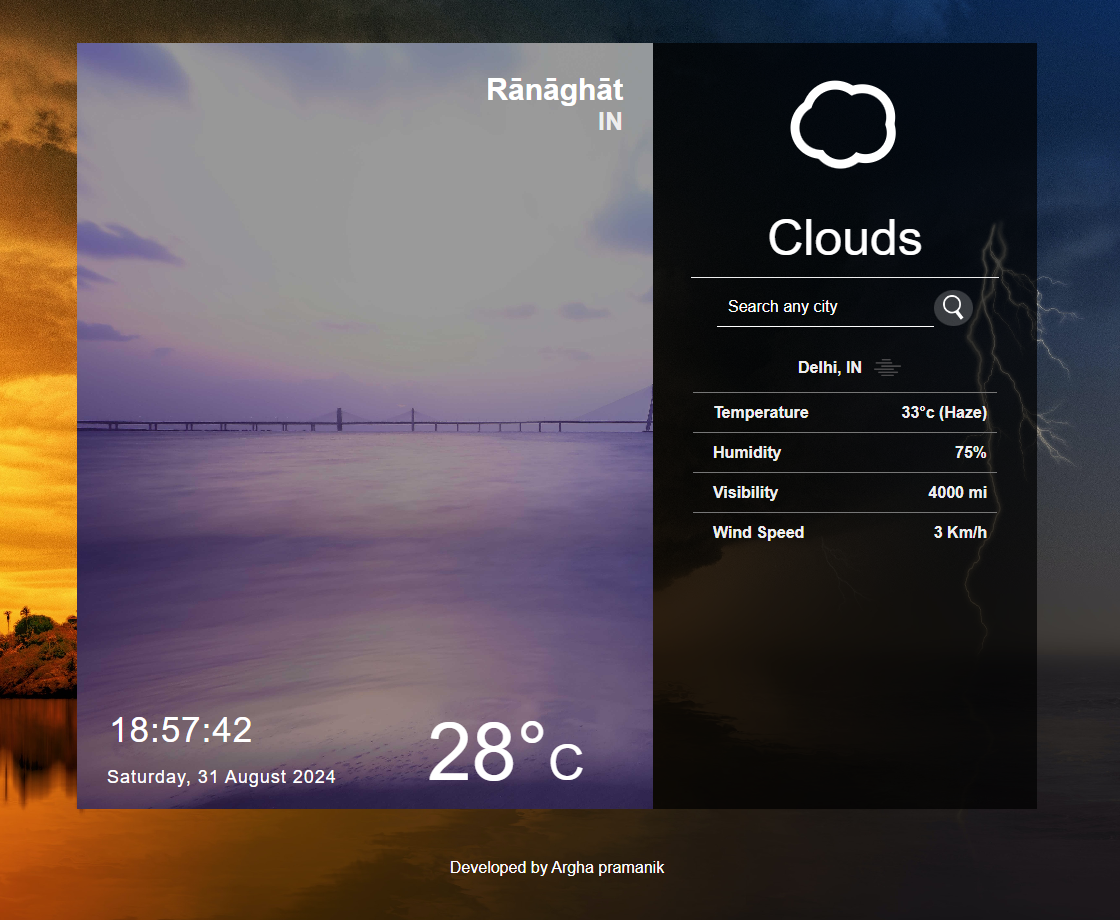 Rānāghāt
IN
18:57:42
Saturday, 31 August 2024
28°c
Clouds
Search any city
Delhi, IN
Temperature 33°c (Haze)
Humidity 75%
Visibility 4000 mi
Wind Speed 3 Km/h
Developed by Argha pramanik